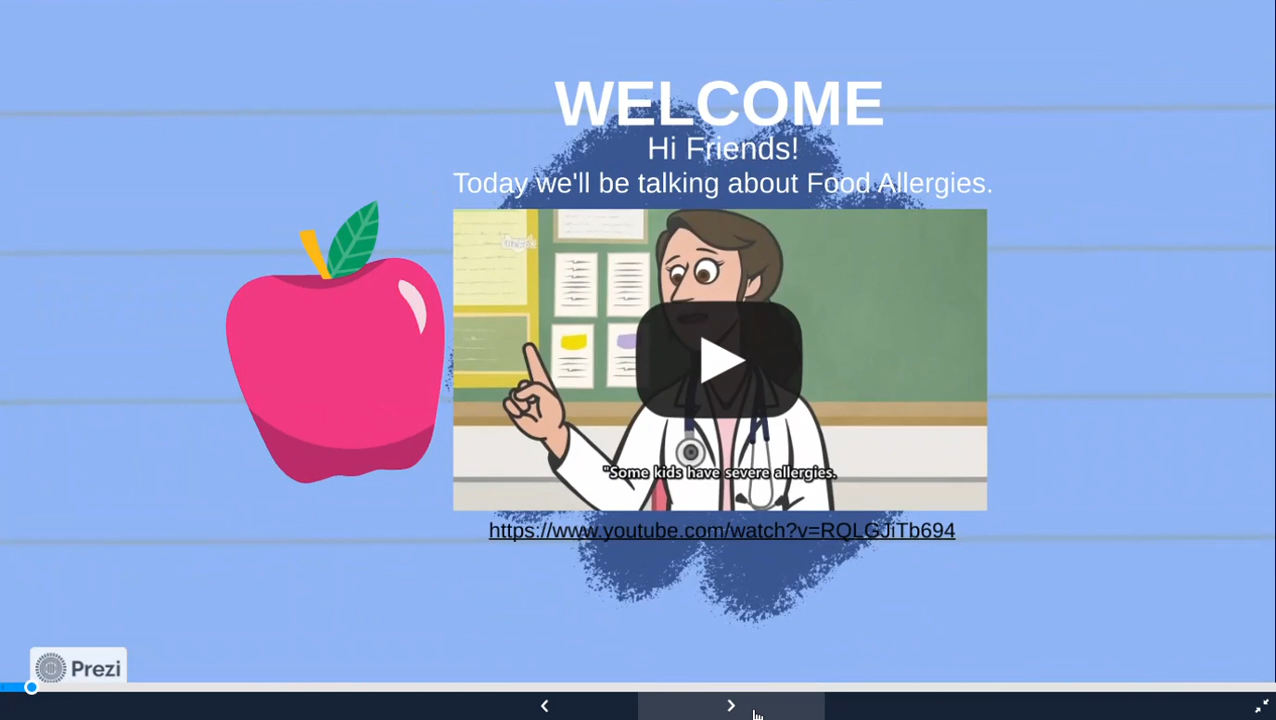 WELCOME
Hi Friends!
Today we'll be talking about Food Allergies.
"Some kids have severe allergies.
https://www.youtube.com/watch?v=RQLGJiTb694
Prezi